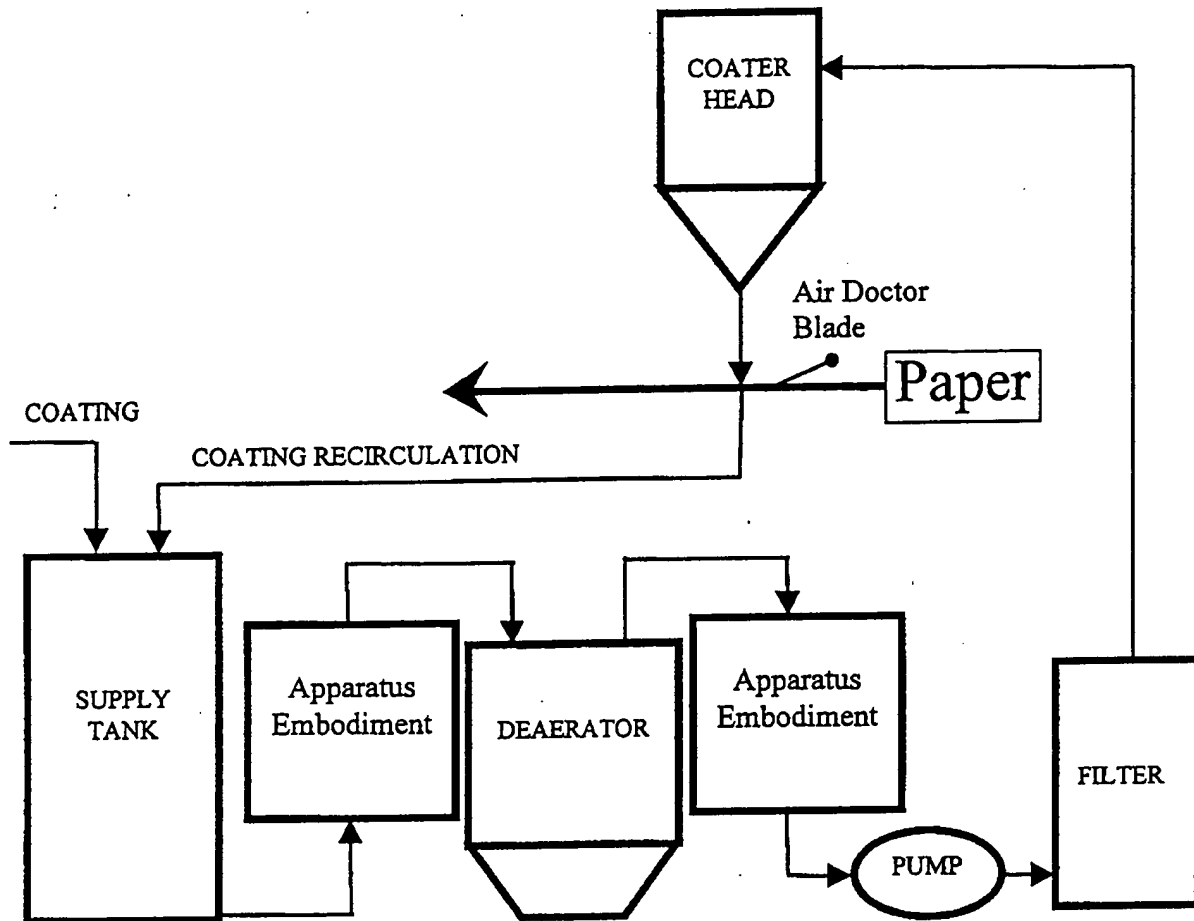 COATER
HEAD
Air Doctor
Blade
Paper
COATING
COATING RECIRCULATION
SUPPLY
TANK
Apparatus
Embodiment
DEAERATOR
Apparatus
Embodiment
PUMP
FILTER